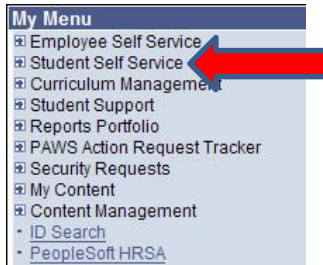 My Menu
Employee Self Service
Student Self Service
Curriculum Management
Student Support
Reports Portfolio
PAWS Action Request Tracker
Security Requests
My Content
Content Management
ID Search
PeopleSoft HRSA